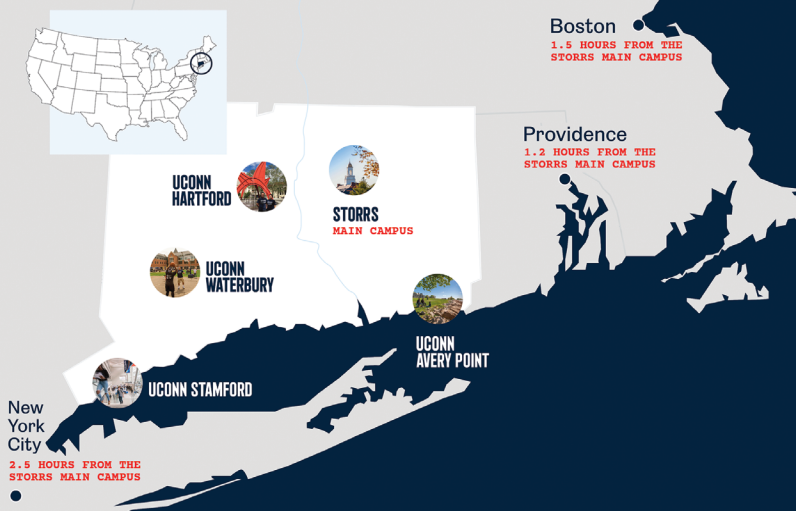 Boston
1.5 HOURS FROM THE
STORRS MAIN CAMPUS
Providence
1.2 HOURS FROM THE
STORRS MAIN CAMPUS
UCONN
HARTFORD
STORRS
MAIN CAMPUS
UCONN
WATERBURY
UCONN
AVERY POINT
UCONN STAMFORD
New
York
City
2.5 HOURS FROM THE
STORRS MAIN CAMPUS